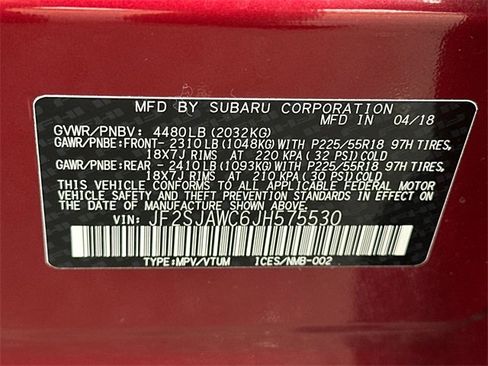 MFD BY SUBARU CORPORATION
MFD IN 04/18
GVWR/PNBV: 4480LB (2032KG)
GAWR/PNBE:FRONT- 2310LB (1048KG)WITH P225/55R18 97H TIRES,
18X7J RIMS AT 220 KPA (32 PSI)COLD
GAWR/PNBE:REAR - 2410LB (1093KG)WITH P225/55R18 97H TIRES,
18X7J RIMS AT 210 KPA (30 PSI)COLD
THIS VEHICLE CONFORMS TO ALL APPLICABLE FEDERAL MOTOR
VEHICLE SAFETY AND BUMPER STANDARDS IN EFFECT ON THE
DATE OF MANUFACTURE SHOWN ABOVE.
VIN: JF2SJAWC6JH575530
TYPE:MPV/VTUM ICES/NMB-002